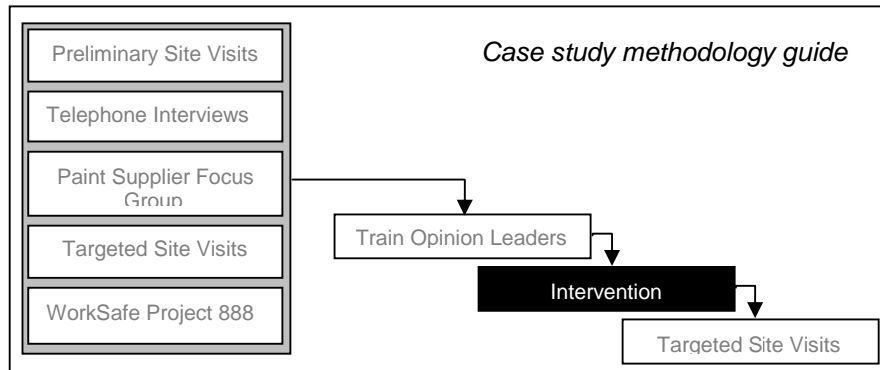 Case study methodology guide
Preliminary Site Visits
Telephone Interviews
Paint Supplier Focus
Group
Targeted Site Visits
WorkSafe Project 888
Train Opinion Leaders
Intervention
Targeted Site Visits